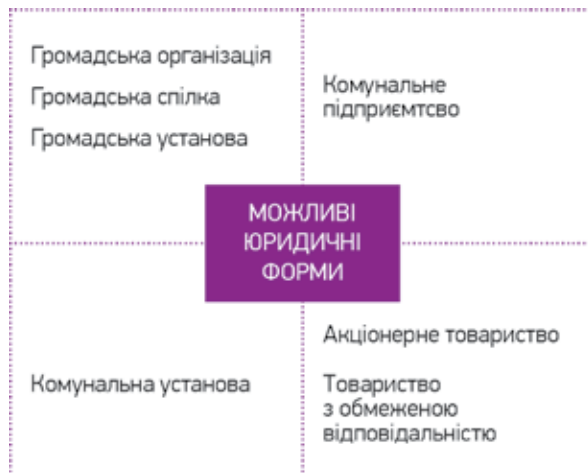 Громадська організація
Громадська спілка
Громадська установа
Комунальне
підприємтсво
МОЖЛИВІ
ЮРИДИЧНІ
ФОРМИ
Комунальна установа
Акціонерне товариство
Товариство
з обмеженою
відповідальністю